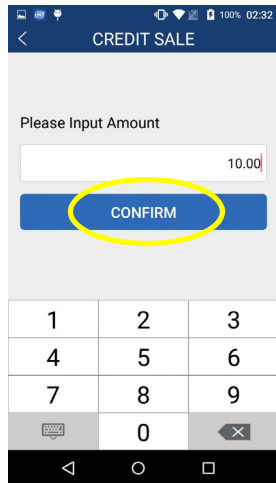 100% 02:32
CREDIT SALE
Please Input Amount
10.00
CONFIRM
1 2 3
4 5 6
7 8 9
0